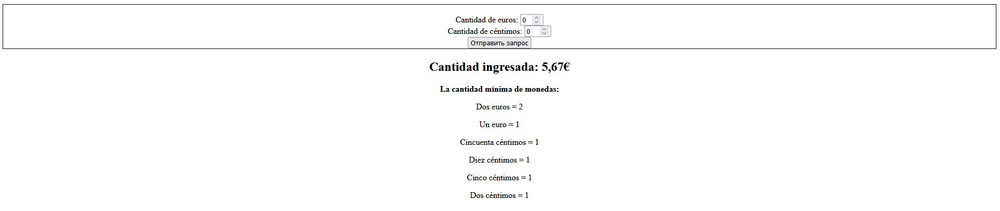 Cantidad de euros: 0
Cantidad de céntimos: 0
Отправить запрос
Cantidad ingresada: 5,67€
La cantidad mínima de monedas:
Dos euros = 2
Un euro = 1
Cincuenta céntimos = 1
Diez céntimos = 1
Cinco céntimos = 1
Dos céntimos = 1